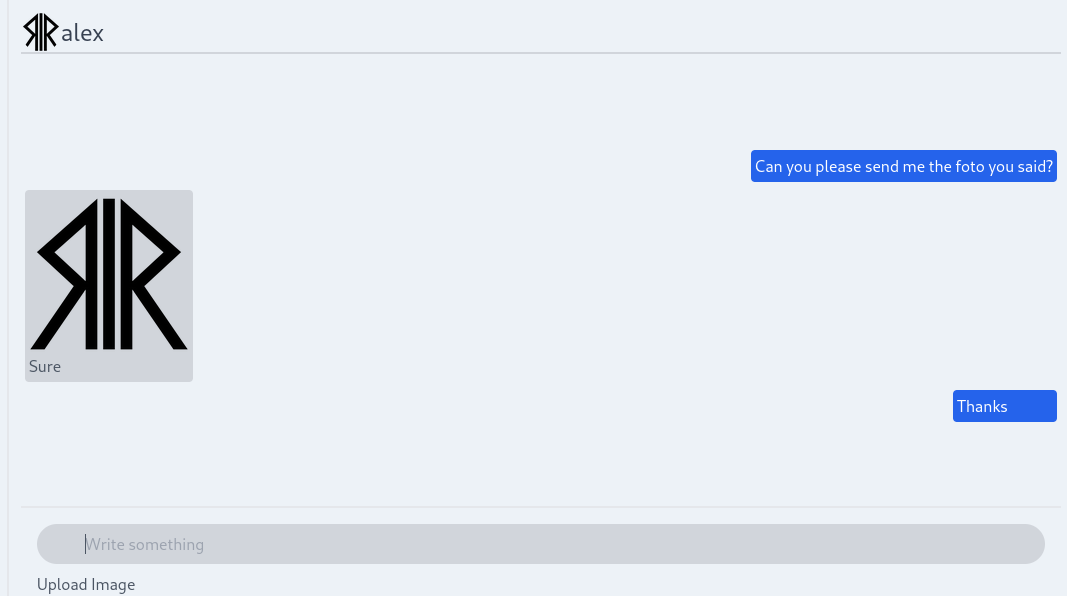 alex
Can you please send me the foto you said?
Sure
Thanks
Write something
Upload Image